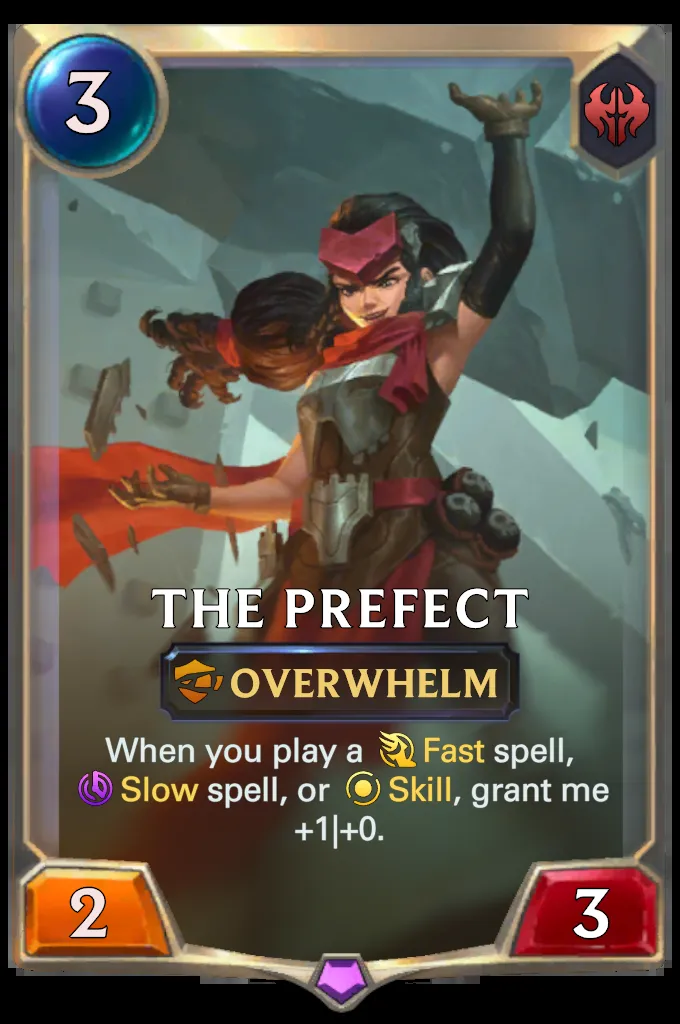 3
THE PREFECT
OVERWHELM
When you play a Fast spell,
Slow spell, or Skill, grant me
+1|+0.
2
3